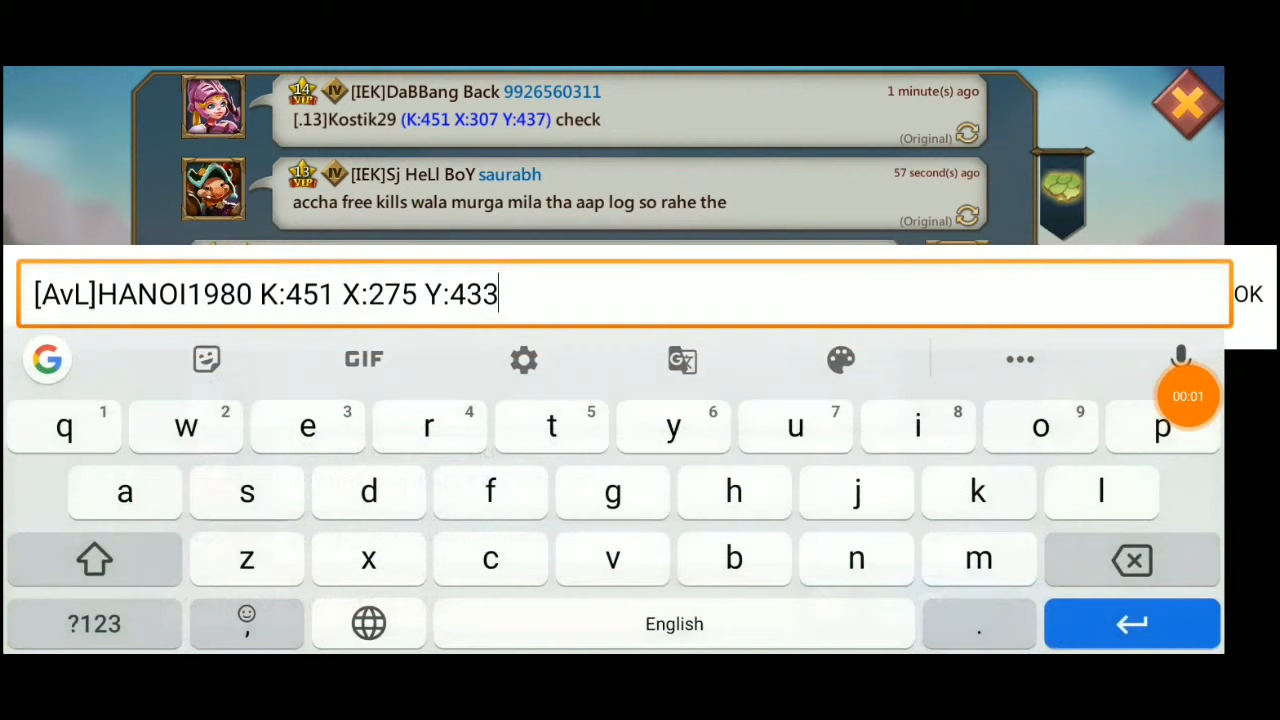 14 VIP IV [IEK]DaBBang Back 9926560311 1 minute(s) ago
[.13]Kostik29 (K:451 X:307 Y:437) check
(Original)
13 VIP IV [IEK]Sj HeLl BoY saurabh 57 second(s) ago
accha free kills wala murga mila tha aap log so rahe the
(Original)
[AvL]HANOI1980 K:451 X:275 Y:433 OK
G GIF G
00:01
q 1 w 2 e 3 r 4 t 5 y 6 u 7 i 8 o 9 p
a s d f g h j k l
z x c v b n m
?123 , English .